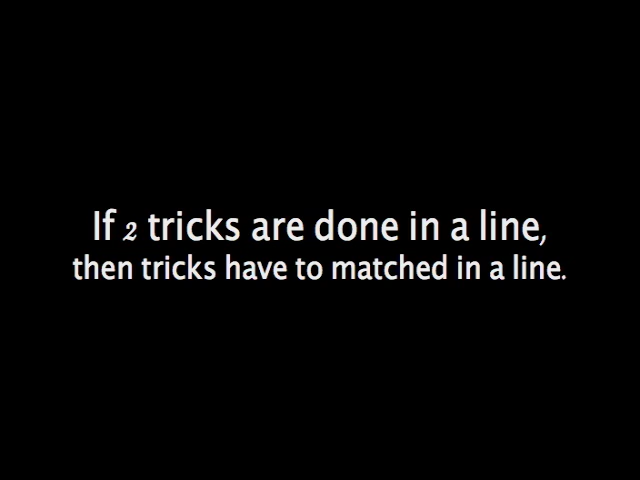 If 2 tricks are done in a line,
then tricks have to matched in a line.